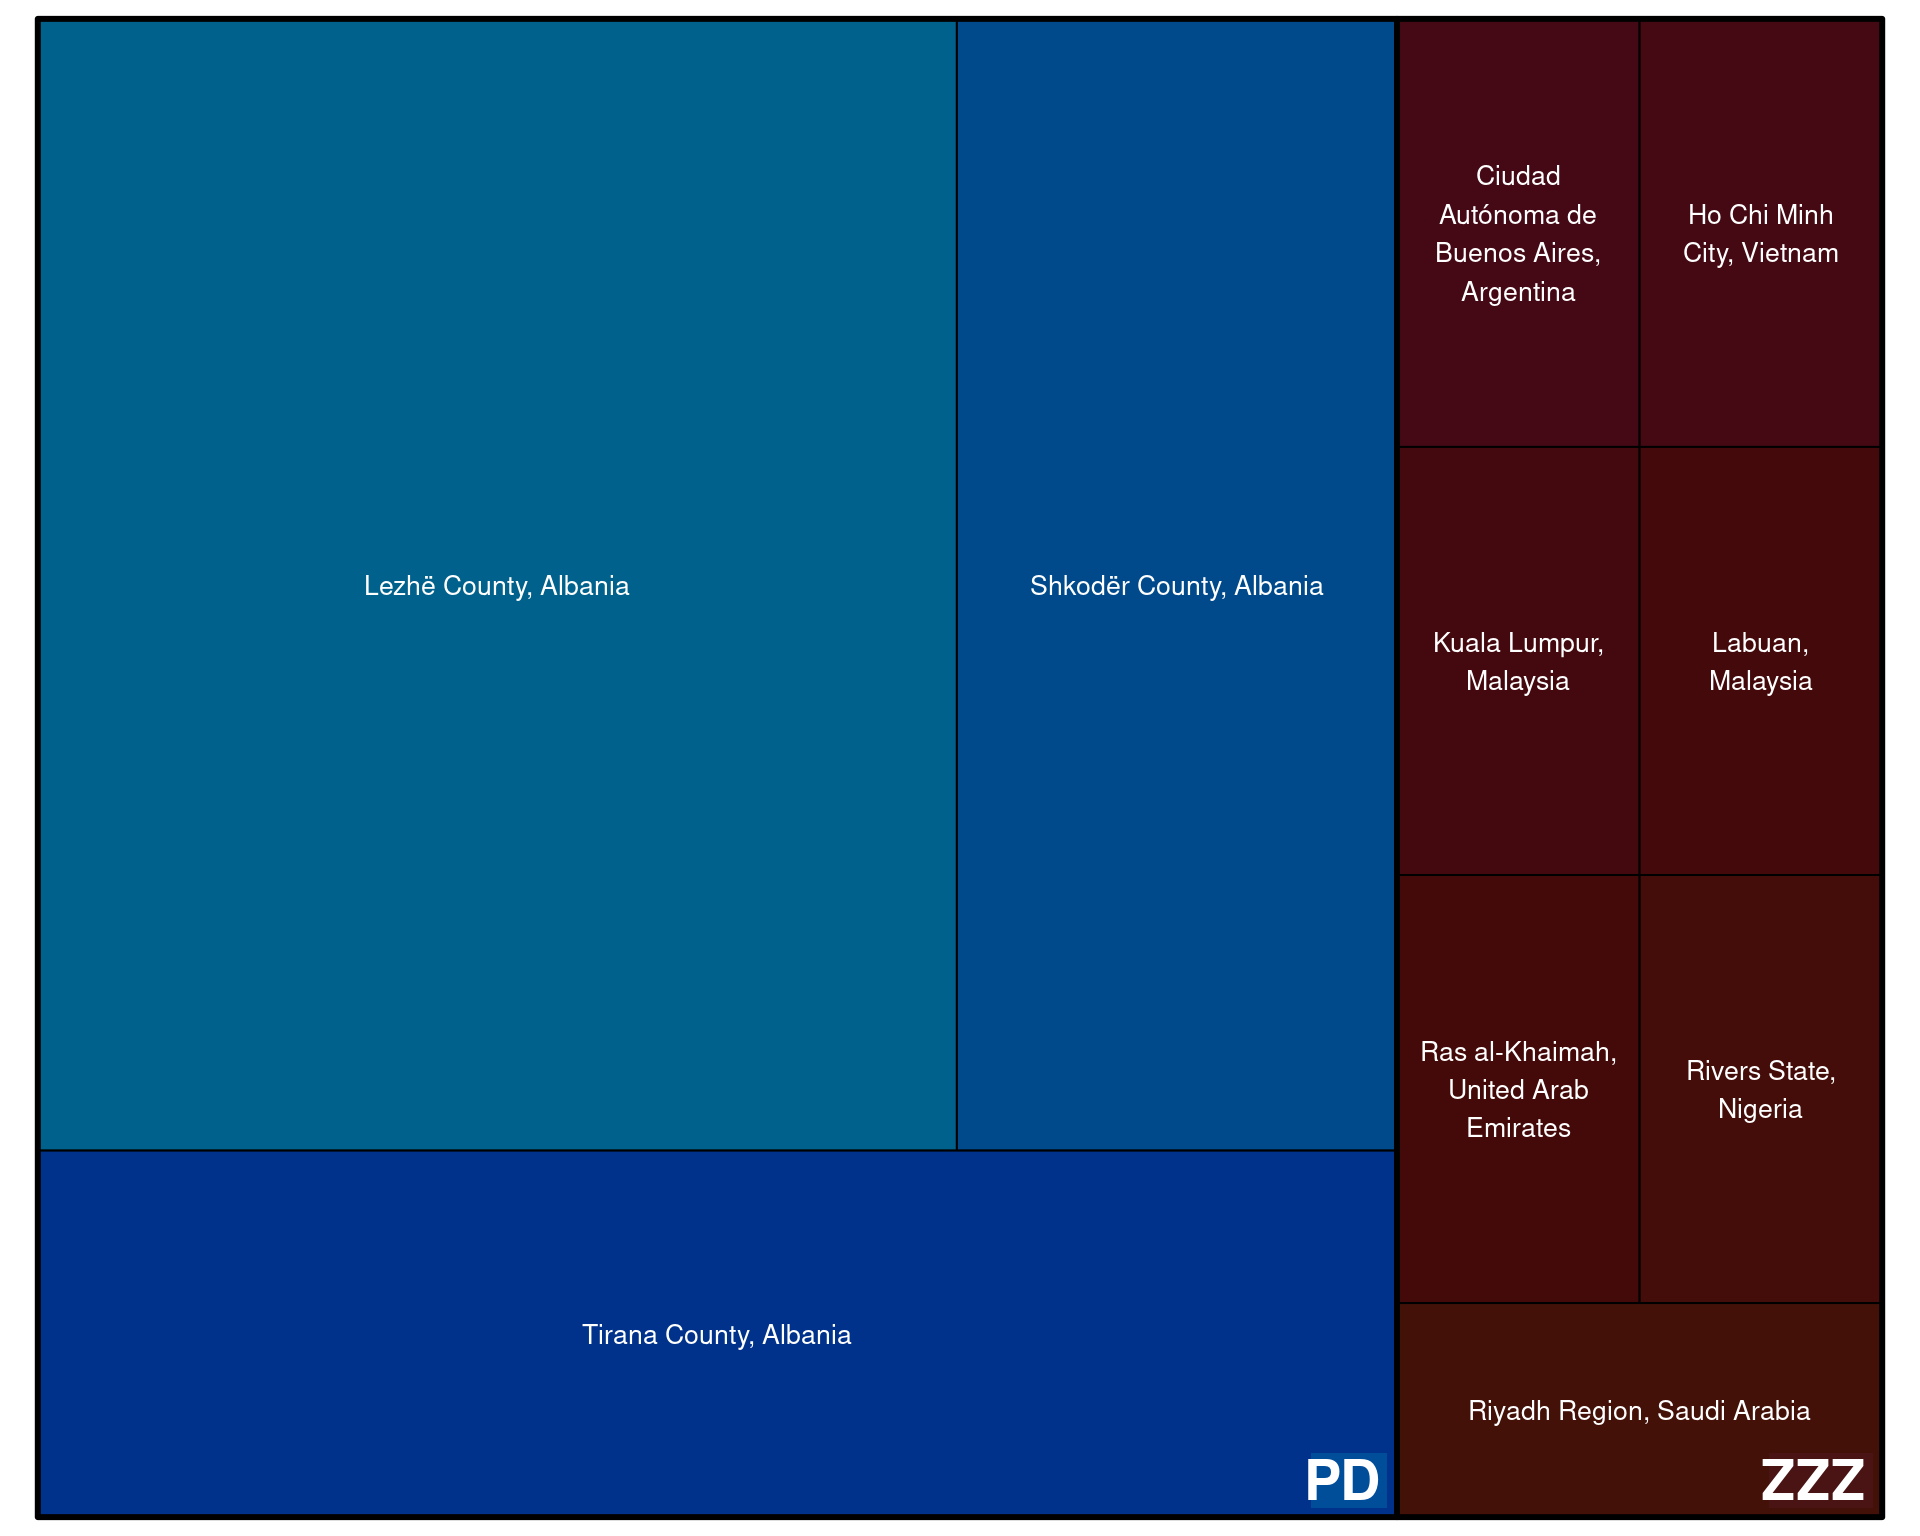 Lezhë County, Albania
Shkodër County, Albania
Tirana County, Albania
PD
Ciudad
Autónoma de
Buenos Aires,
Argentina
Ho Chi Minh
City, Vietnam
Kuala Lumpur,
Malaysia
Labuan,
Malaysia
Ras al-Khaimah,
United Arab
Emirates
Rivers State,
Nigeria
Riyadh Region, Saudi Arabia
ZZZ